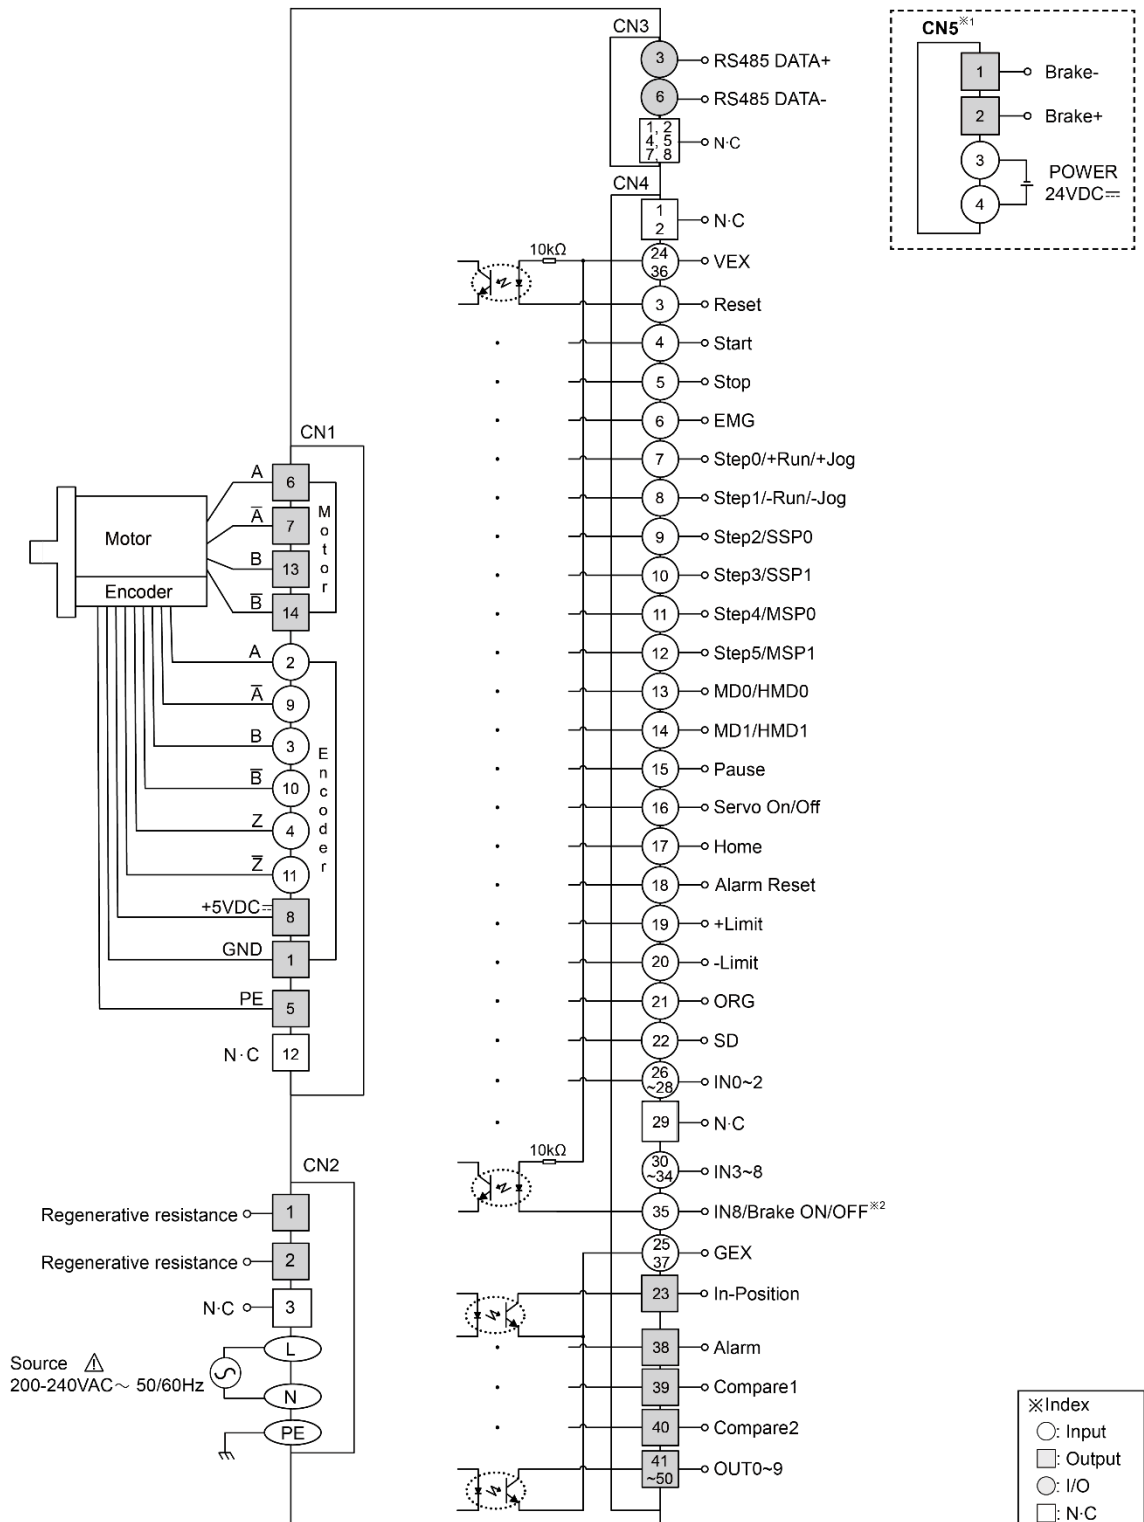 CN3
3 RS485 DATA+
6 RS485 DATA-
1, 2
4, 5
7, 8
N·C
CN5※1
1 Brake-
2 Brake+
3
4
POWER
24VDC⎓
CN4
1
2
N·C
10kΩ
24
36
VEX
3 Reset
4 Start
5 Stop
6 EMG
7 Step0/+Run/+Jog
8 Step1/-Run/-Jog
9 Step2/SSP0
10 Step3/SSP1
11 Step4/MSP0
12 Step5/MSP1
13 MD0/HMD0
14 MD1/HMD1
15 Pause
16 Servo On/Off
17 Home
18 Alarm Reset
19 +Limit
20 -Limit
21 ORG
22 SD
26
~28
IN0~2
29 N·C
10kΩ
30
~34
IN3~8
35 IN8/Brake ON/OFF※2
25
37
GEX
23 In-Position
38 Alarm
39 Compare1
40 Compare2
41
~50
OUT0~9
CN1
Motor
Encoder
A 6
A̅ 7
B 13
B̅ 14
Motor
A 2
A̅ 9
B 3
B̅ 10
Z 4
Z̅ 11
+5VDC⎓ 8
GND 1
Encoder
PE 5
N·C 12
CN2
Regenerative resistance 1
Regenerative resistance 2
N·C 3
L
Source ⚠
200-240VAC～ 50/60Hz
N
PE
※Index
: Input
: Output
: I/O
: N·C